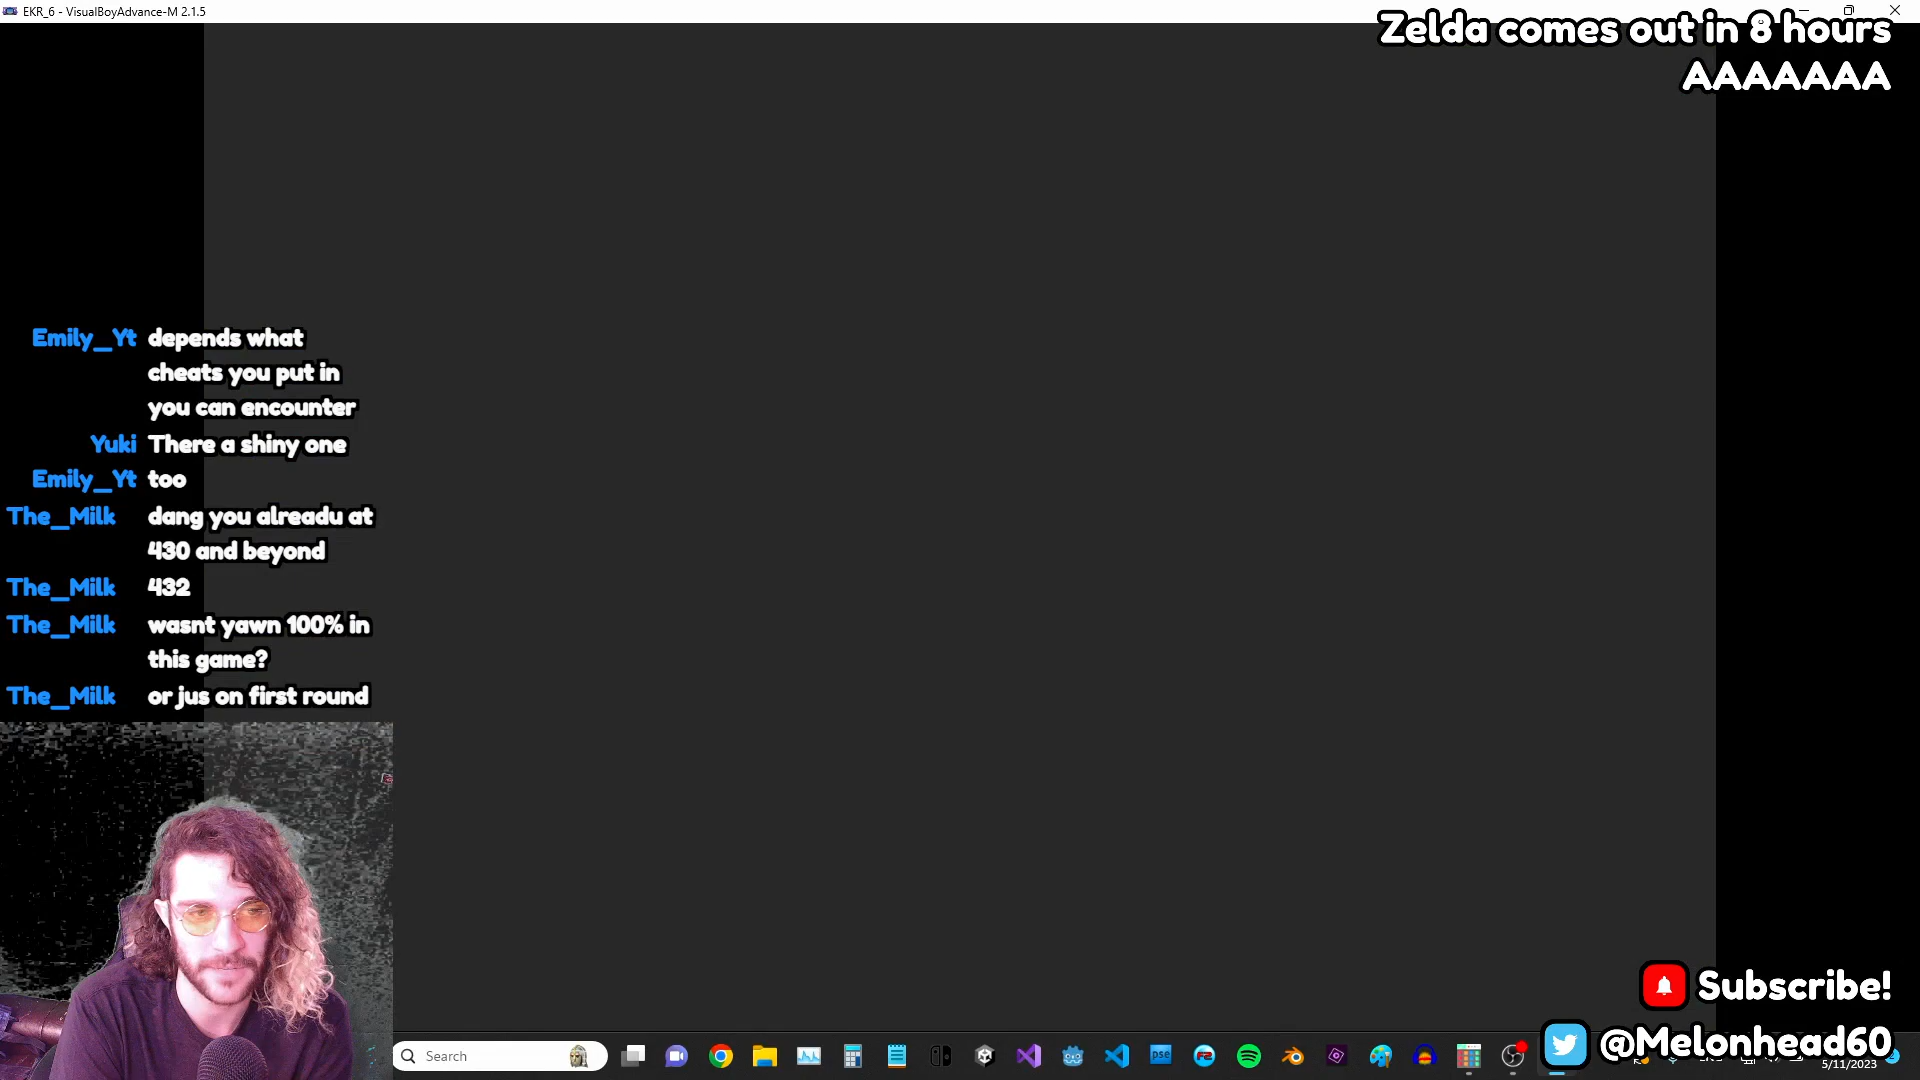 EKR_6 - VisualBoyAdvance-M 2.1.5
Zelda comes out in 8 hours
AAAAAAA
Emily_Yt depends what
cheats you put in
you can encounter
Yuki There a shiny one
Emily_Yt too
The_Milk dang you alreadu at
430 and beyond
The_Milk 432
The_Milk wasnt yawn 100% in
this game?
The_Milk or jus on first round
Subscribe!
@Melonhead60
Search
pse
5/11/2023